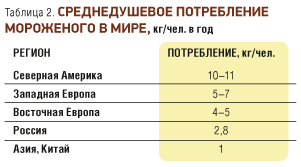 Таблица 2. СРЕДНЕДУШЕВОЕ ПОТРЕБЛЕНИЕ
МОРОЖЕНОГО В МИРЕ, кг/чел. в год
РЕГИОН ПОТРЕБЛЕНИЕ, кг/чел.
Северная Америка 10–11
Западная Европа 5–7
Восточная Европа 4–5
Россия 2,8
Азия, Китай 1